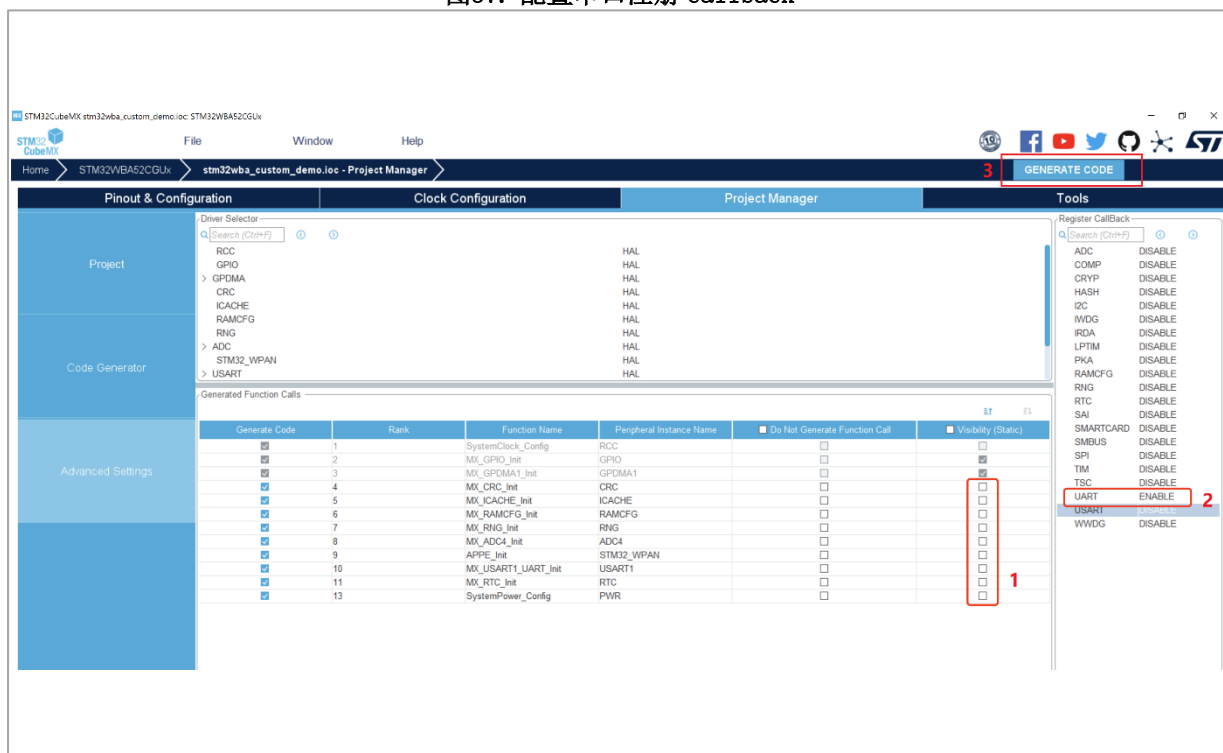 STM32CubeMX stm32wba_custom_demo.ioc: STM32WBA52CGUx
STM32 CubeMX
File Window Help
10
3 GENERATE CODE
Home STM32WBA52CGUx stm32wba_custom_demo.ioc - Project Manager
Pinout & Configuration Clock Configuration Project Manager Tools
Project
Code Generator
Advanced Settings
Driver Selector
Search (Ctrl+F)
RCC HAL
GPIO HAL
> GPDMA HAL
CRC HAL
ICACHE HAL
RAMCFG HAL
RNG HAL
> ADC HAL
STM32_WPAN HAL
> USART HAL
Generated Function Calls
Generate Code Rank Function Name Peripheral Instance Name Do Not Generate Function Call Visibility (Static)
1 SystemClock_Config RCC
2 MX_GPIO_Init GPIO
3 MX_GPDMA1_Init GPDMA1
4 MX_CRC_Init CRC
5 MX_ICACHE_Init ICACHE
6 MX_RAMCFG_Init RAMCFG
7 MX_RNG_Init RNG
8 MX_ADC4_Init ADC4
9 APPE_Init STM32_WPAN
10 MX_USART1_UART_Init USART1
11 MX_RTC_Init RTC
13 SystemPower_Config PWR
1
Register CallBack
Search (Ctrl+F)
ADC DISABLE
COMP DISABLE
CRYP DISABLE
HASH DISABLE
I2C DISABLE
IWDG DISABLE
IRDA DISABLE
LPTIM DISABLE
PKA DISABLE
RAMCFG DISABLE
RNG DISABLE
RTC DISABLE
SAI DISABLE
SMARTCARD DISABLE
SMBUS DISABLE
SPI DISABLE
TIM DISABLE
TSC DISABLE
UART ENABLE 2
USART DISABLE
WWDG DISABLE